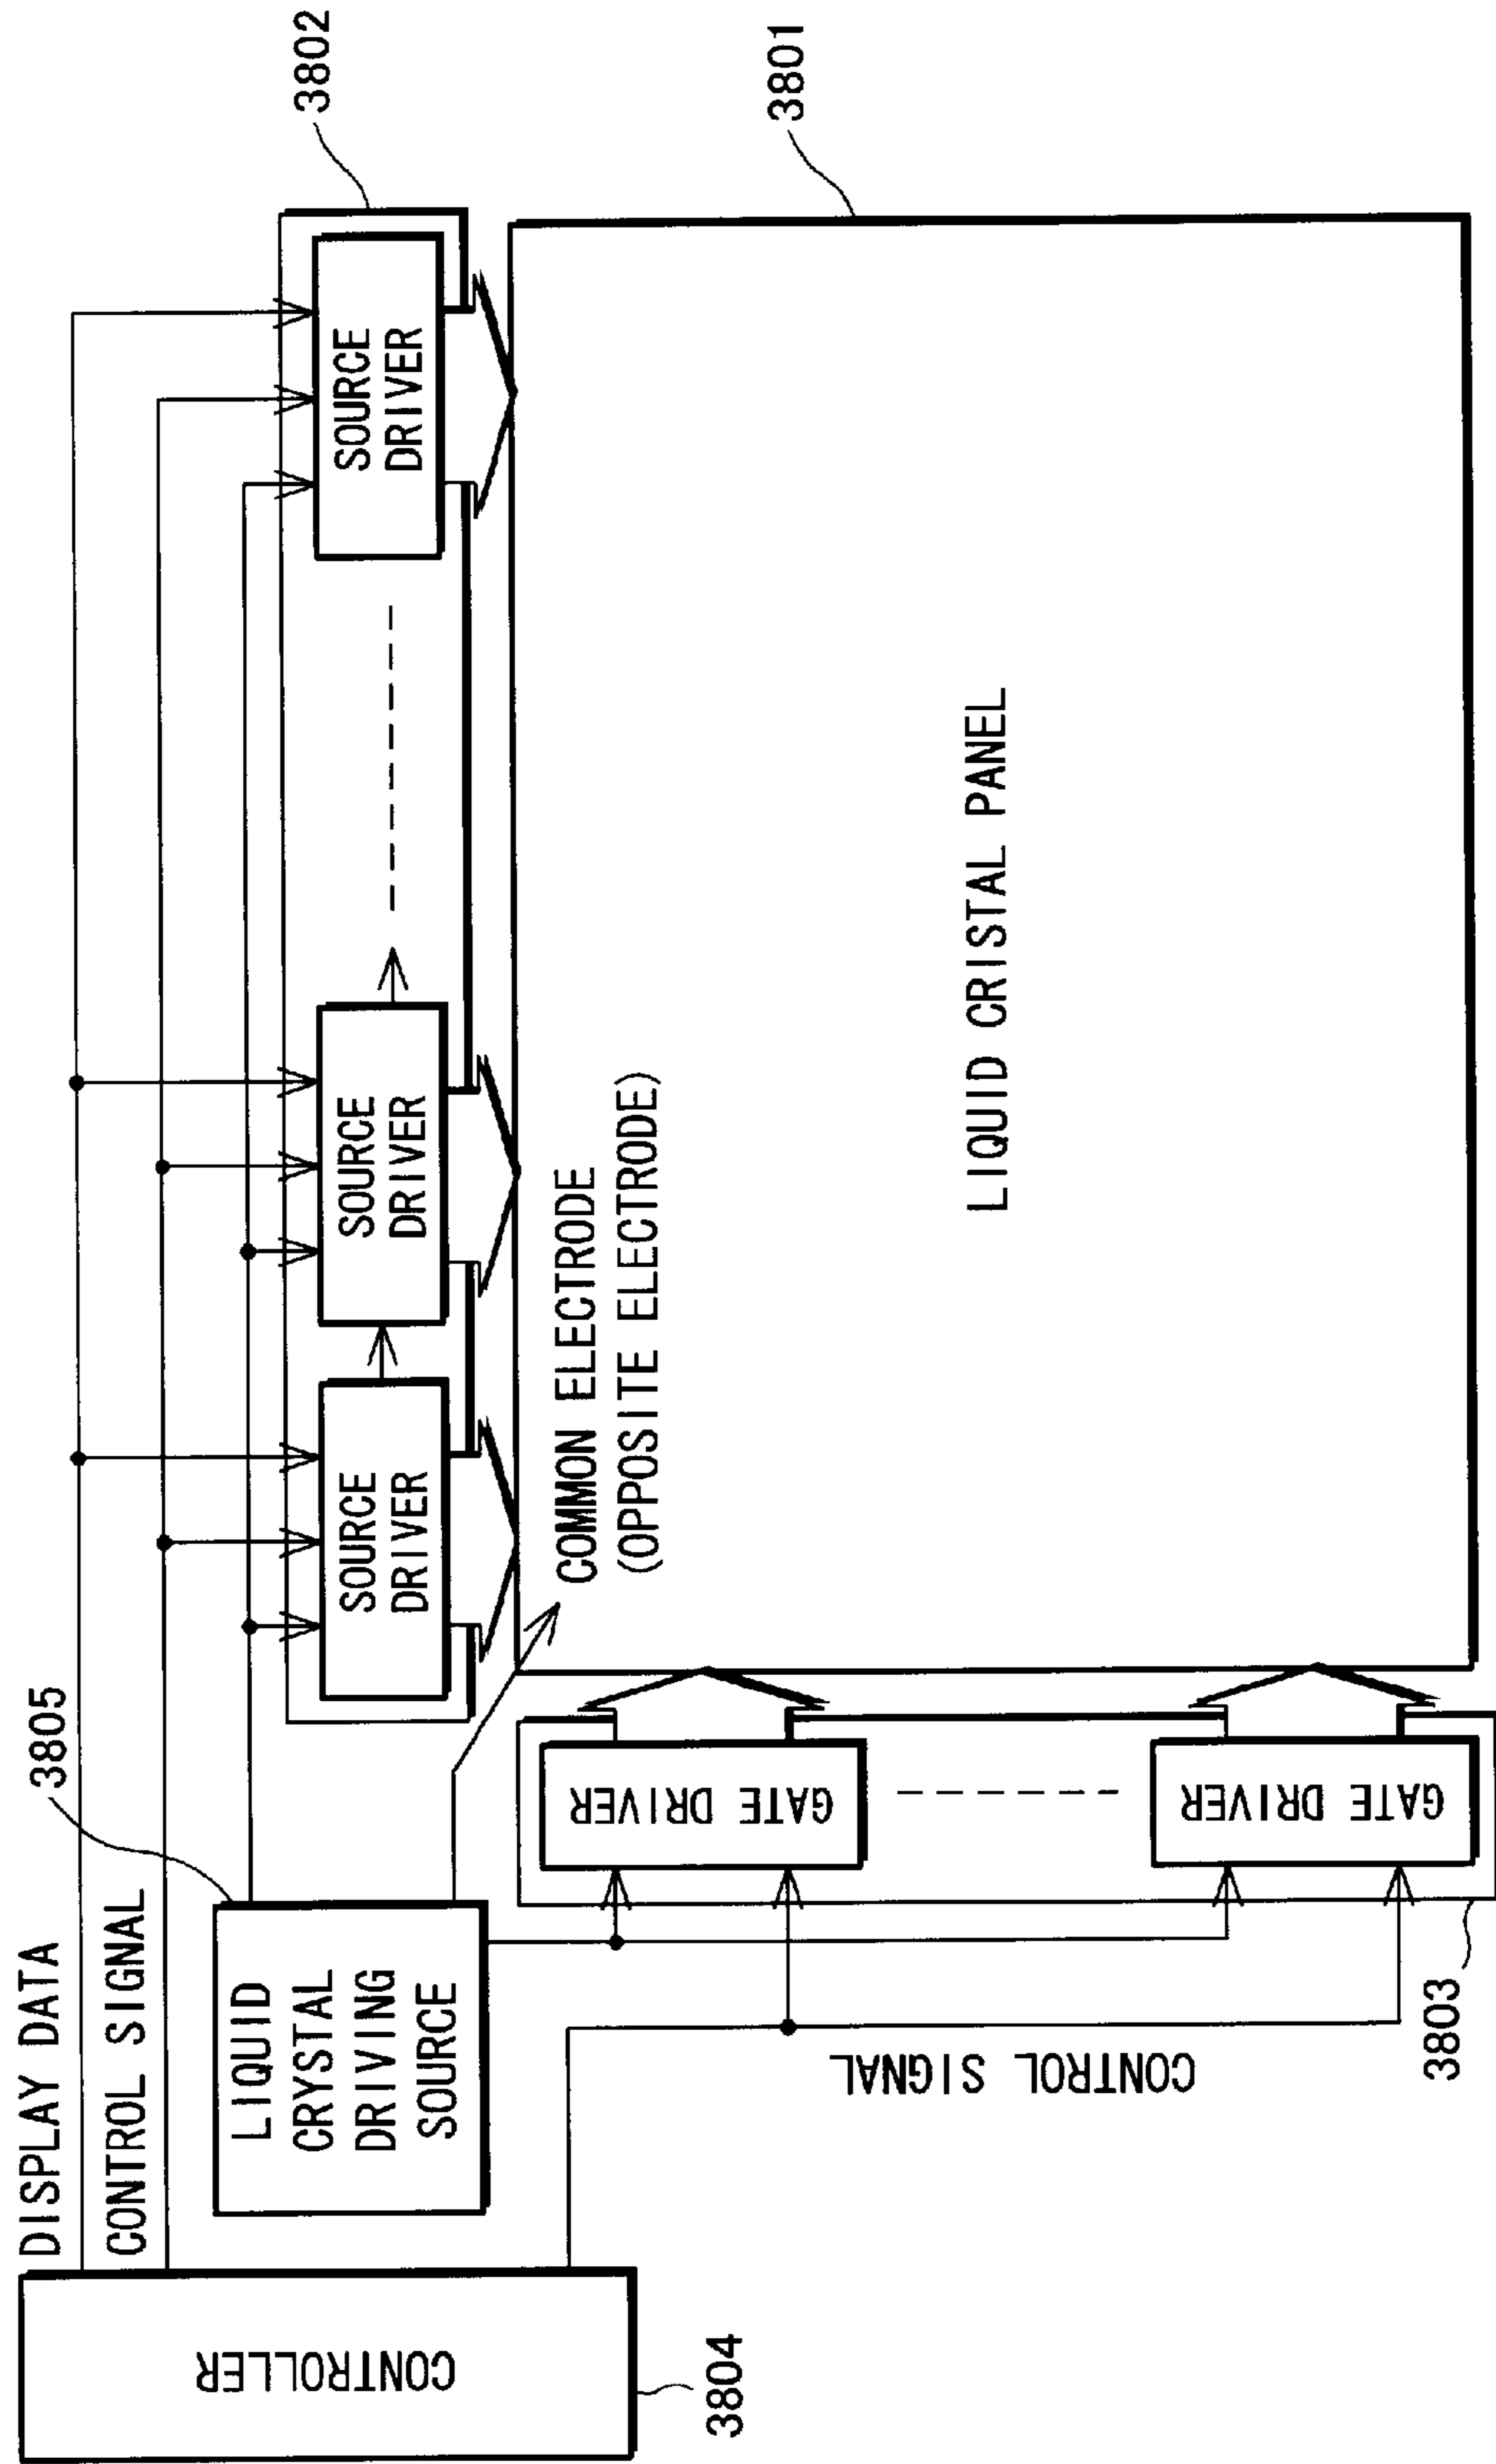 DISPLAY DATA
CONTROL SIGNAL
3805
3802
LIQUID
CRYSTAL
DRIVING
SOURCE
SOURCE
DRIVER
SOURCE
DRIVER
SOURCE
DRIVER
CONTROLLER
3804
COMMON ELECTRODE
(OPPOSITE ELECTRODE)
3801
GATE DRIVER
GATE DRIVER
CONTROL SIGNAL
LIQUID CRISTAL PANEL
3803